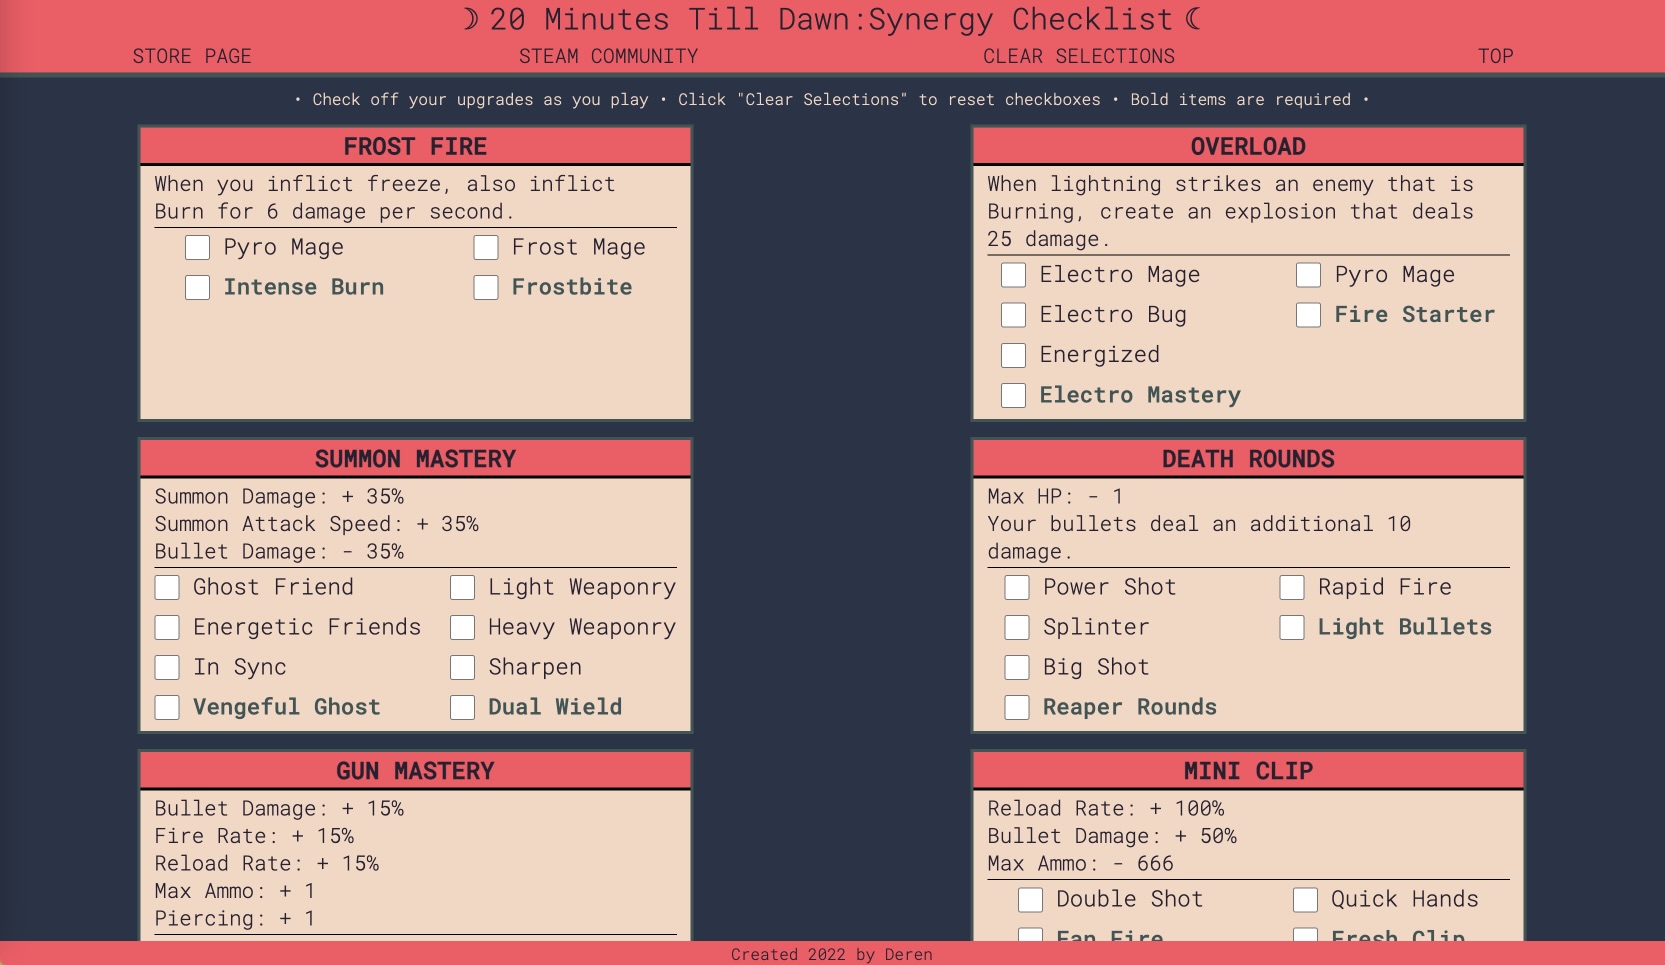 ☽ 20 Minutes Till Dawn:Synergy Checklist ☾
STORE PAGE
STEAM COMMUNITY
CLEAR SELECTIONS
TOP
• Check off your upgrades as you play • Click "Clear Selections" to reset checkboxes • Bold items are required •
FROST FIRE
When you inflict freeze, also inflict
Burn for 6 damage per second.
Pyro Mage
Frost Mage
Intense Burn
Frostbite
OVERLOAD
When lightning strikes an enemy that is
Burning, create an explosion that deals
25 damage.
Electro Mage
Pyro Mage
Electro Bug
Fire Starter
Energized
Electro Mastery
SUMMON MASTERY
Summon Damage: + 35%
Summon Attack Speed: + 35%
Bullet Damage: - 35%
Ghost Friend
Light Weaponry
Energetic Friends
Heavy Weaponry
In Sync
Sharpen
Vengeful Ghost
Dual Wield
DEATH ROUNDS
Max HP: - 1
Your bullets deal an additional 10
damage.
Power Shot
Rapid Fire
Splinter
Light Bullets
Big Shot
Reaper Rounds
GUN MASTERY
Bullet Damage: + 15%
Fire Rate: + 15%
Reload Rate: + 15%
Max Ammo: + 1
Piercing: + 1
MINI CLIP
Reload Rate: + 100%
Bullet Damage: + 50%
Max Ammo: - 666
Double Shot
Quick Hands
Fan Fire
Fresh Clip
Created 2022 by Deren